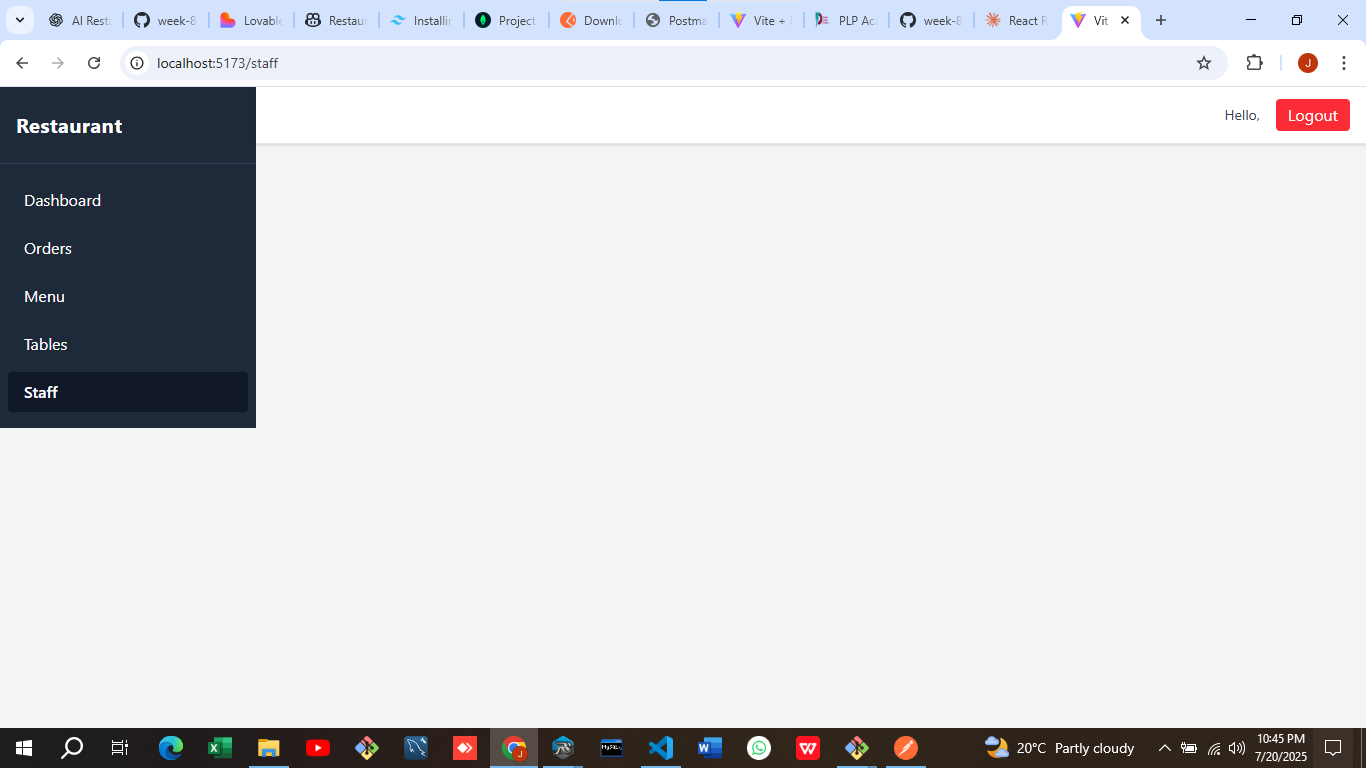 AI Resta
week-8
Lovable
Restaur
Installin
Project
Downlo
Postma
Vite +
PLP Aca
week-8
React R
Vit
localhost:5173/staff
J
Restaurant
Hello,
Logout
Dashboard
Orders
Menu
Tables
Staff
20°C Partly cloudy
10:45 PM
7/20/2025